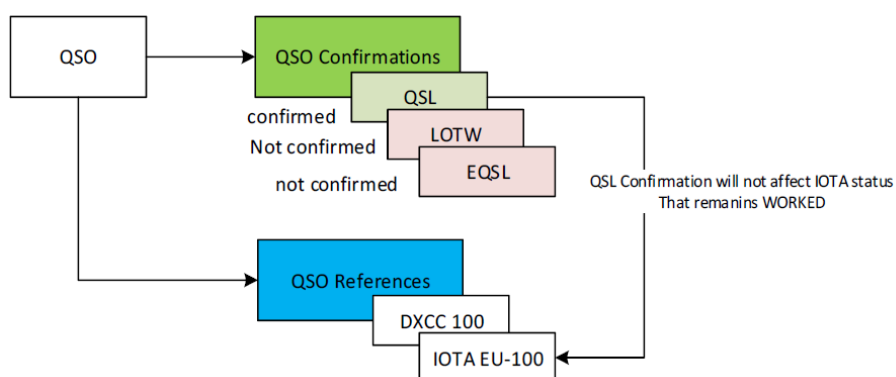 QSO
QSO Confirmations
QSL
confirmed
LOTW
Not confirmed
EQSL
not confirmed
QSL Confirmation will not affect IOTA status
That remanins WORKED
QSO References
DXCC 100
IOTA EU-100